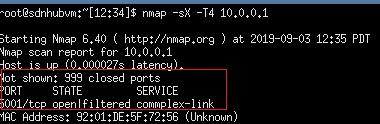 root@sdnhubvm:~[12:34]$ nmap -sX -T4 10.0.0.1
Starting Nmap 6.40 ( http://nmap.org ) at 2019-09-03 12:35 PDT
Nmap scan report for 10.0.0.1
Host is up (0.000027s latency).
Not shown: 999 closed ports
PORT STATE SERVICE
5001/tcp open|filtered commplex-link
MAC Address: 92:01:DE:5F:72:56 (Unknown)